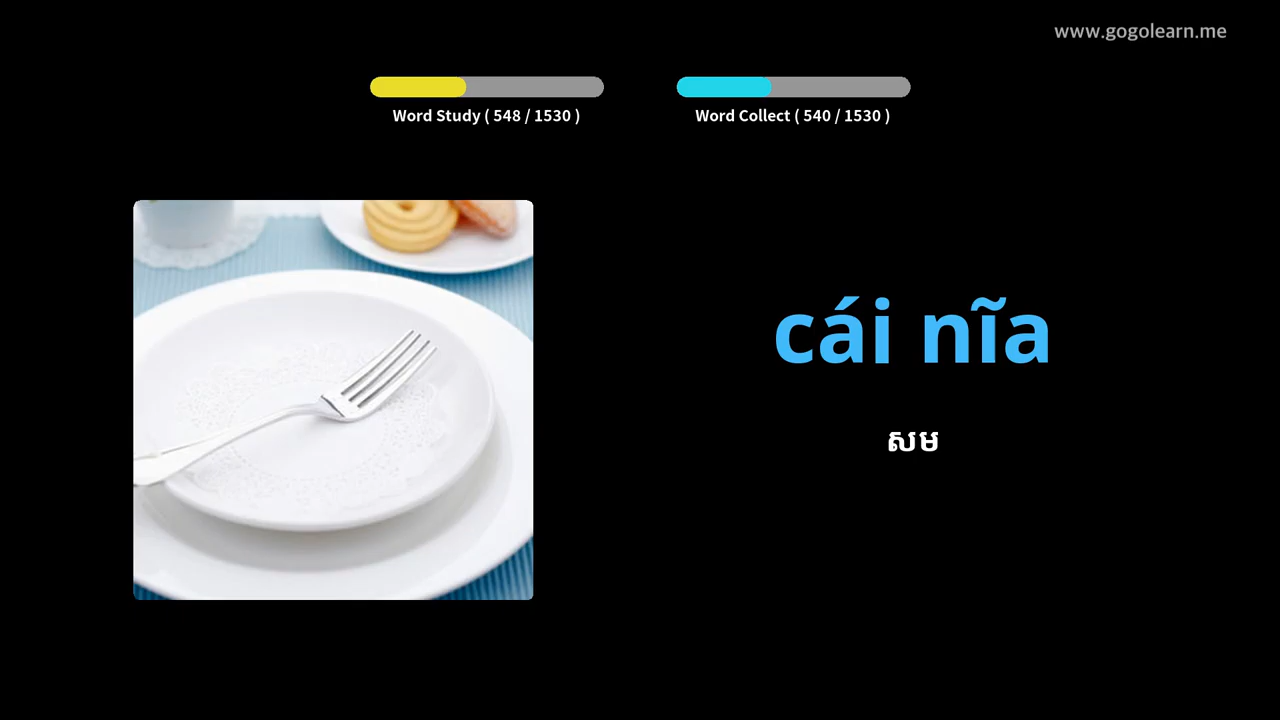 www.gogolearn.me
Word Study ( 548 / 1530 )
Word Collect ( 540 / 1530 )
cái nĩa
សម